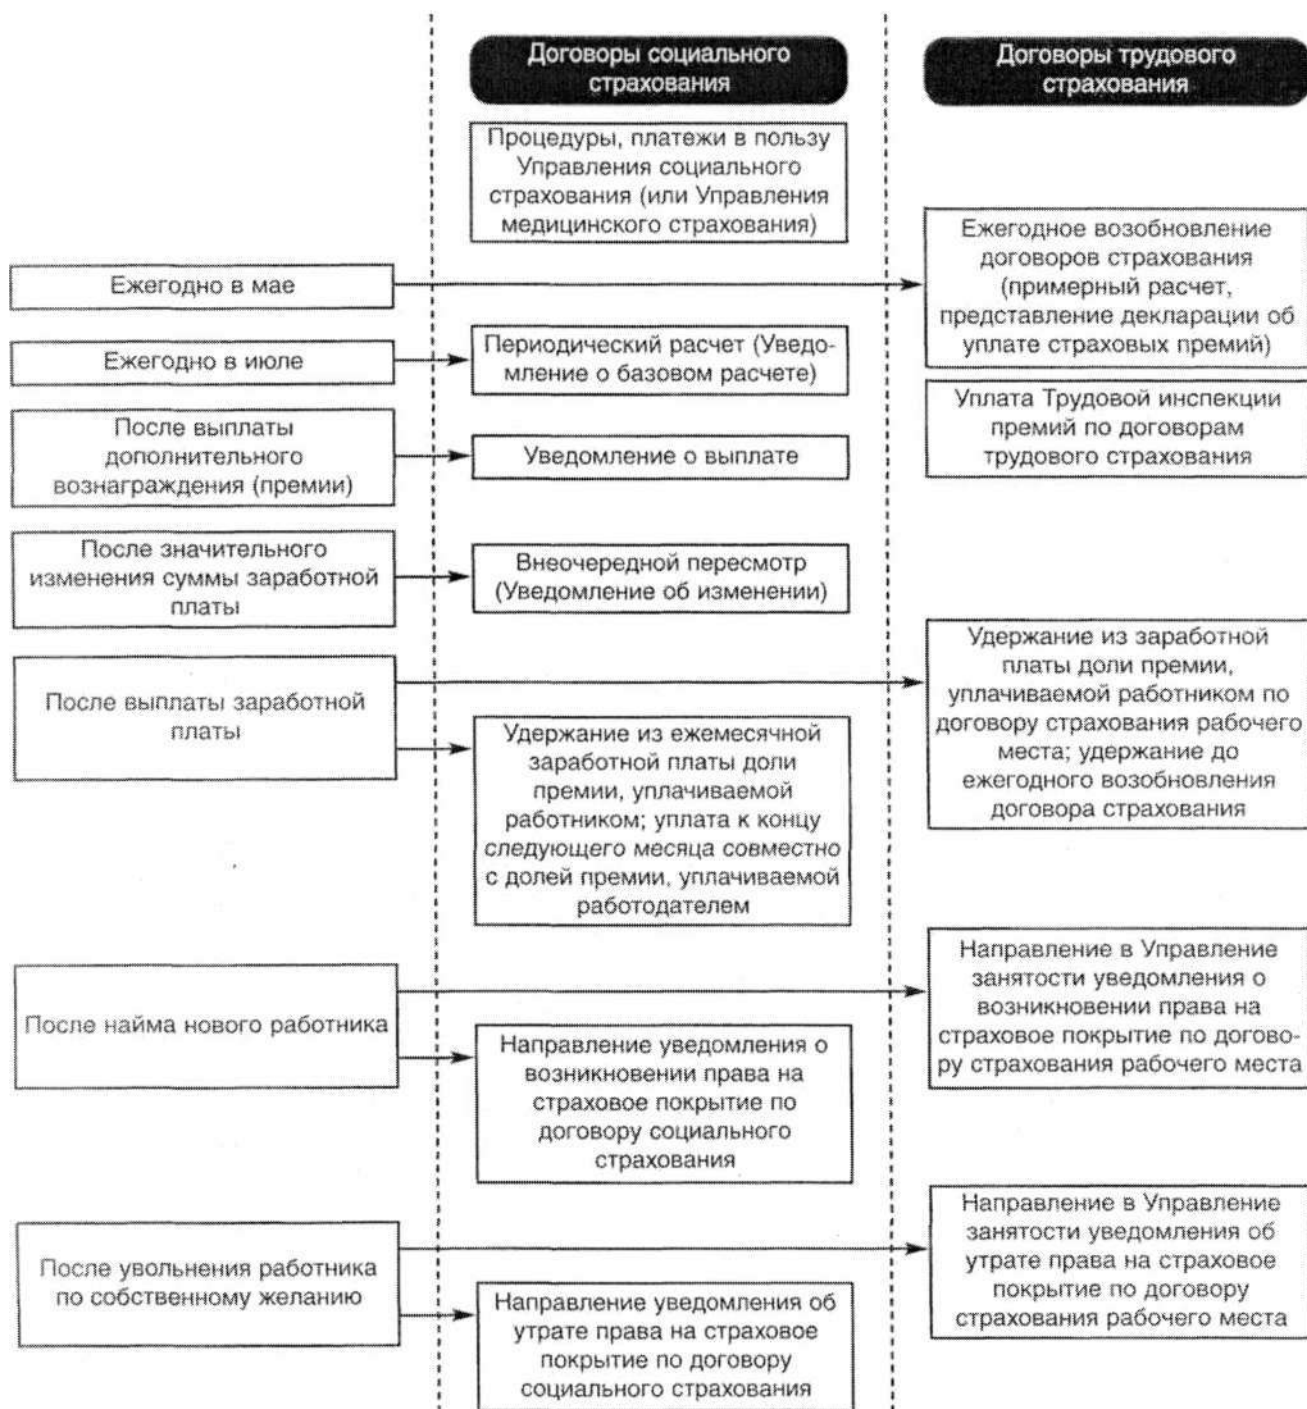 Договоры социального
страхования
Договоры трудового
страхования
Процедуры, платежи в пользу
Управления социального
страхования (или Управления
медицинского страхования)
Ежегодное возобновление
договоров страхования
(примерный расчет,
представление декларации об
уплате страховых премий)
Ежегодно в мае
Ежегодно в июле
Периодический расчет (Уведо-
мление о базовом расчете)
Уплата Трудовой инспекции
премий по договорам
трудового страхования
После выплаты
дополнительного
вознаграждения (премии)
Уведомление о выплате
После значительного
изменения суммы заработной
платы
Внеочередной пересмотр
(Уведомление об изменении)
Удержание из заработной
платы доли премии,
уплачиваемой работником по
договору страхования рабочего
места; удержание до
ежегодного возобновления
договора страхования
После выплаты заработной
платы
Удержание из ежемесячной
заработной платы доли
премии, уплачиваемой
работником; уплата к концу
следующего месяца совместно
с долей премии, уплачиваемой
работодателем
Направление в Управление
занятости уведомления о
возникновении права на
страховое покрытие по догово-
ру страхования рабочего места
После найма нового работника
Направление уведомления о
возникновении права на
страховое покрытие по
договору социального
страхования
Направление в Управление
занятости уведомления об
утрате права на страховое
покрытие по договору
страхования рабочего места
После увольнения работника
по собственному желанию
Направление уведомления об
утрате права на страховое
покрытие по договору
социального страхования